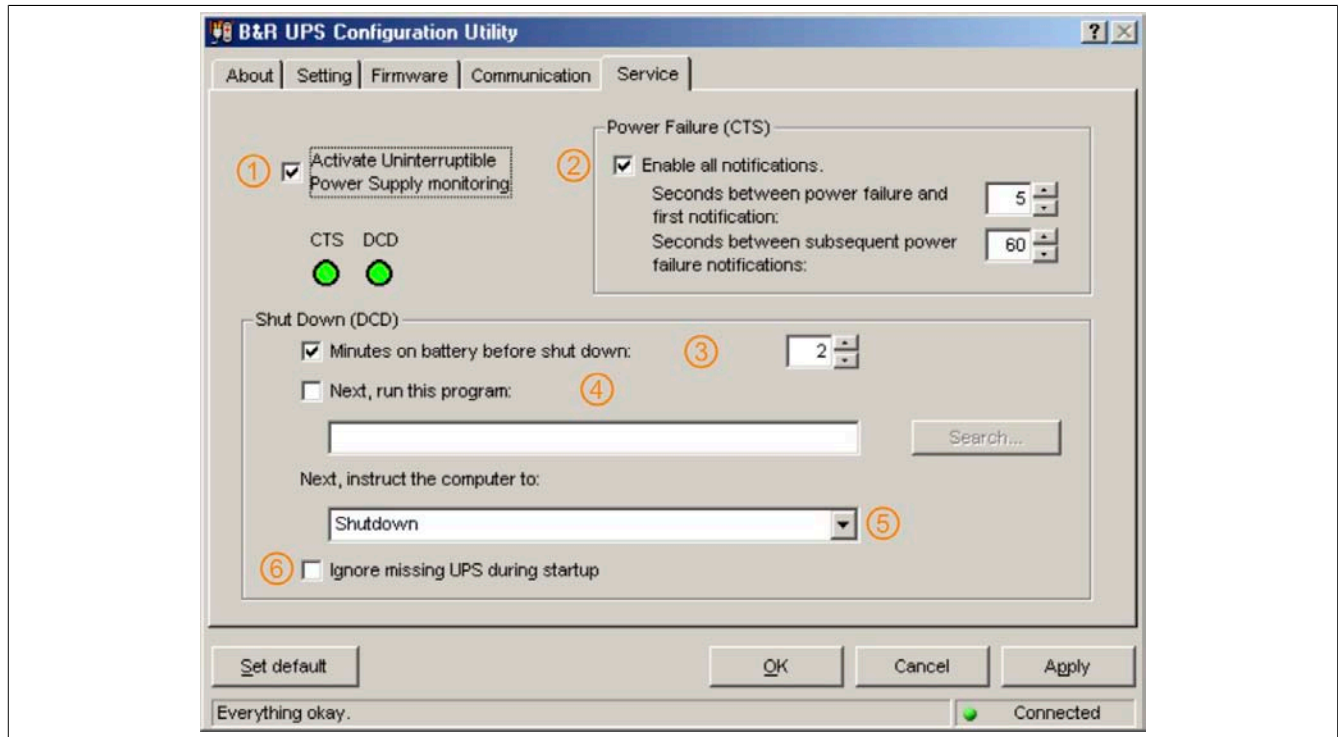 B&R UPS Configuration Utility
?
About
Setting
Firmware
Communication
Service
1
Activate Uninterruptible
Power Supply monitoring
CTS DCD
Power Failure (CTS)
2
Enable all notifications.
Seconds between power failure and
first notification:
5
Seconds between subsequent power
failure notifications:
60
Shut Down (DCD)
Minutes on battery before shut down:
3
2
Next, run this program:
4
Search...
Next, instruct the computer to:
Shutdown
5
6
Ignore missing UPS during startup
Set default
OK
Cancel
Apply
Everything okay.
Connected